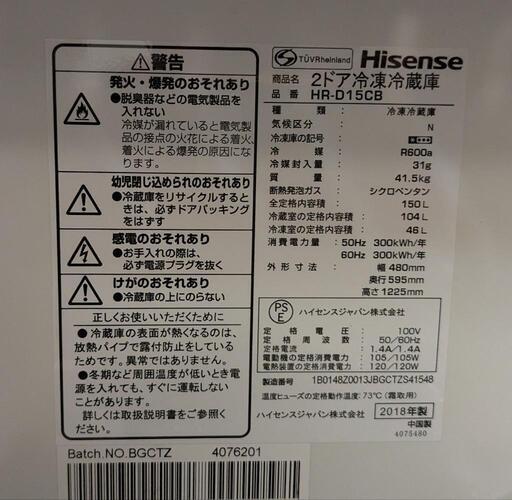 ⚠警告
発火・爆発のおそれあり
●脱臭器などの電気製品を
入れない
冷媒が漏れていると電気製
品の接点の火花による着火、
着火による爆発の原因に
なります。
幼児閉じ込められのおそれあり
●冷蔵庫をリサイクルすると
きは、必ずドアパッキング
をはずす
感電のおそれあり
●お手入れの際は、
必ず電源プラグを抜く
けがのおそれあり
●冷蔵庫の上にのらない
正しくお使いいただくために
●冷蔵庫の表面が熱くなるのは、
放熱パイプで露付防止をしている
ためです。異常ではありません。
●冬期など周囲温度が低いとき電
源を入れても、すぐに運転しない
ことがあります。
詳しくは取扱説明書をご参照く
ださい。
Batch.NO.BGCTZ 4076201
TÜVRheinland Hisense
商品名 2ドア冷凍冷蔵庫
品番 HR-D15CB
種類: 冷凍冷蔵庫
気候区分: N
冷凍庫の記号:
冷媒: R600a
冷媒封入量: 31g
質量: 41.5kg
断熱発泡ガス: シクロペンタン
全定格内容積: 150L
冷蔵室の定格内容積: 104L
冷凍室の定格内容積: 46L
消費電力量: 50Hz 300kWh/年
60Hz 300kWh/年
外形寸法: 幅 480mm
奥行 595mm
高さ 1225mm
PS
E
ハイセンスジャパン株式会社
定格電圧: 100V
定格周波数: 50/60Hz
定格電流: 1.4A/1.4A
電動機の定格消費電力: 105/105W
電熱装置の定格消費電力: 120/120W
製造番号 1B0148Z0013JBGCTZS41548
温度ヒューズの定格動作温度: 73℃(霜取用)
ハイセンスジャパン株式会社 2018年製
中国製
4075480